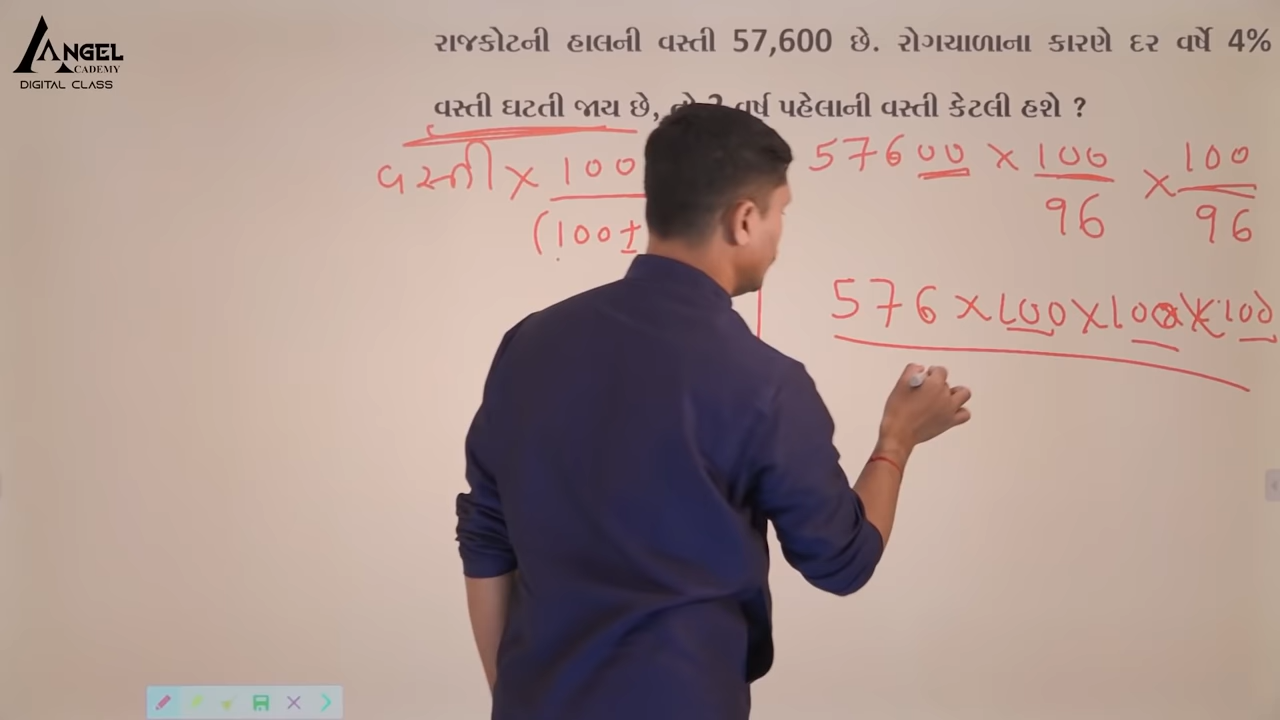 ANGEL
ACADEMY
DIGITAL CLASS
રાજકોટની હાલની વસ્તી 57,600 છે. રોગચાળાના કારણે દર વર્ષે 4%
વસ્તી ઘટતી જાય છે, વર્ષ પહેલાની વસ્તી કેટલી હશે ?
વસ્તી × 100
(100 ±
57600 × 100 × 100
96 96
576 × 100 × 100 × 100